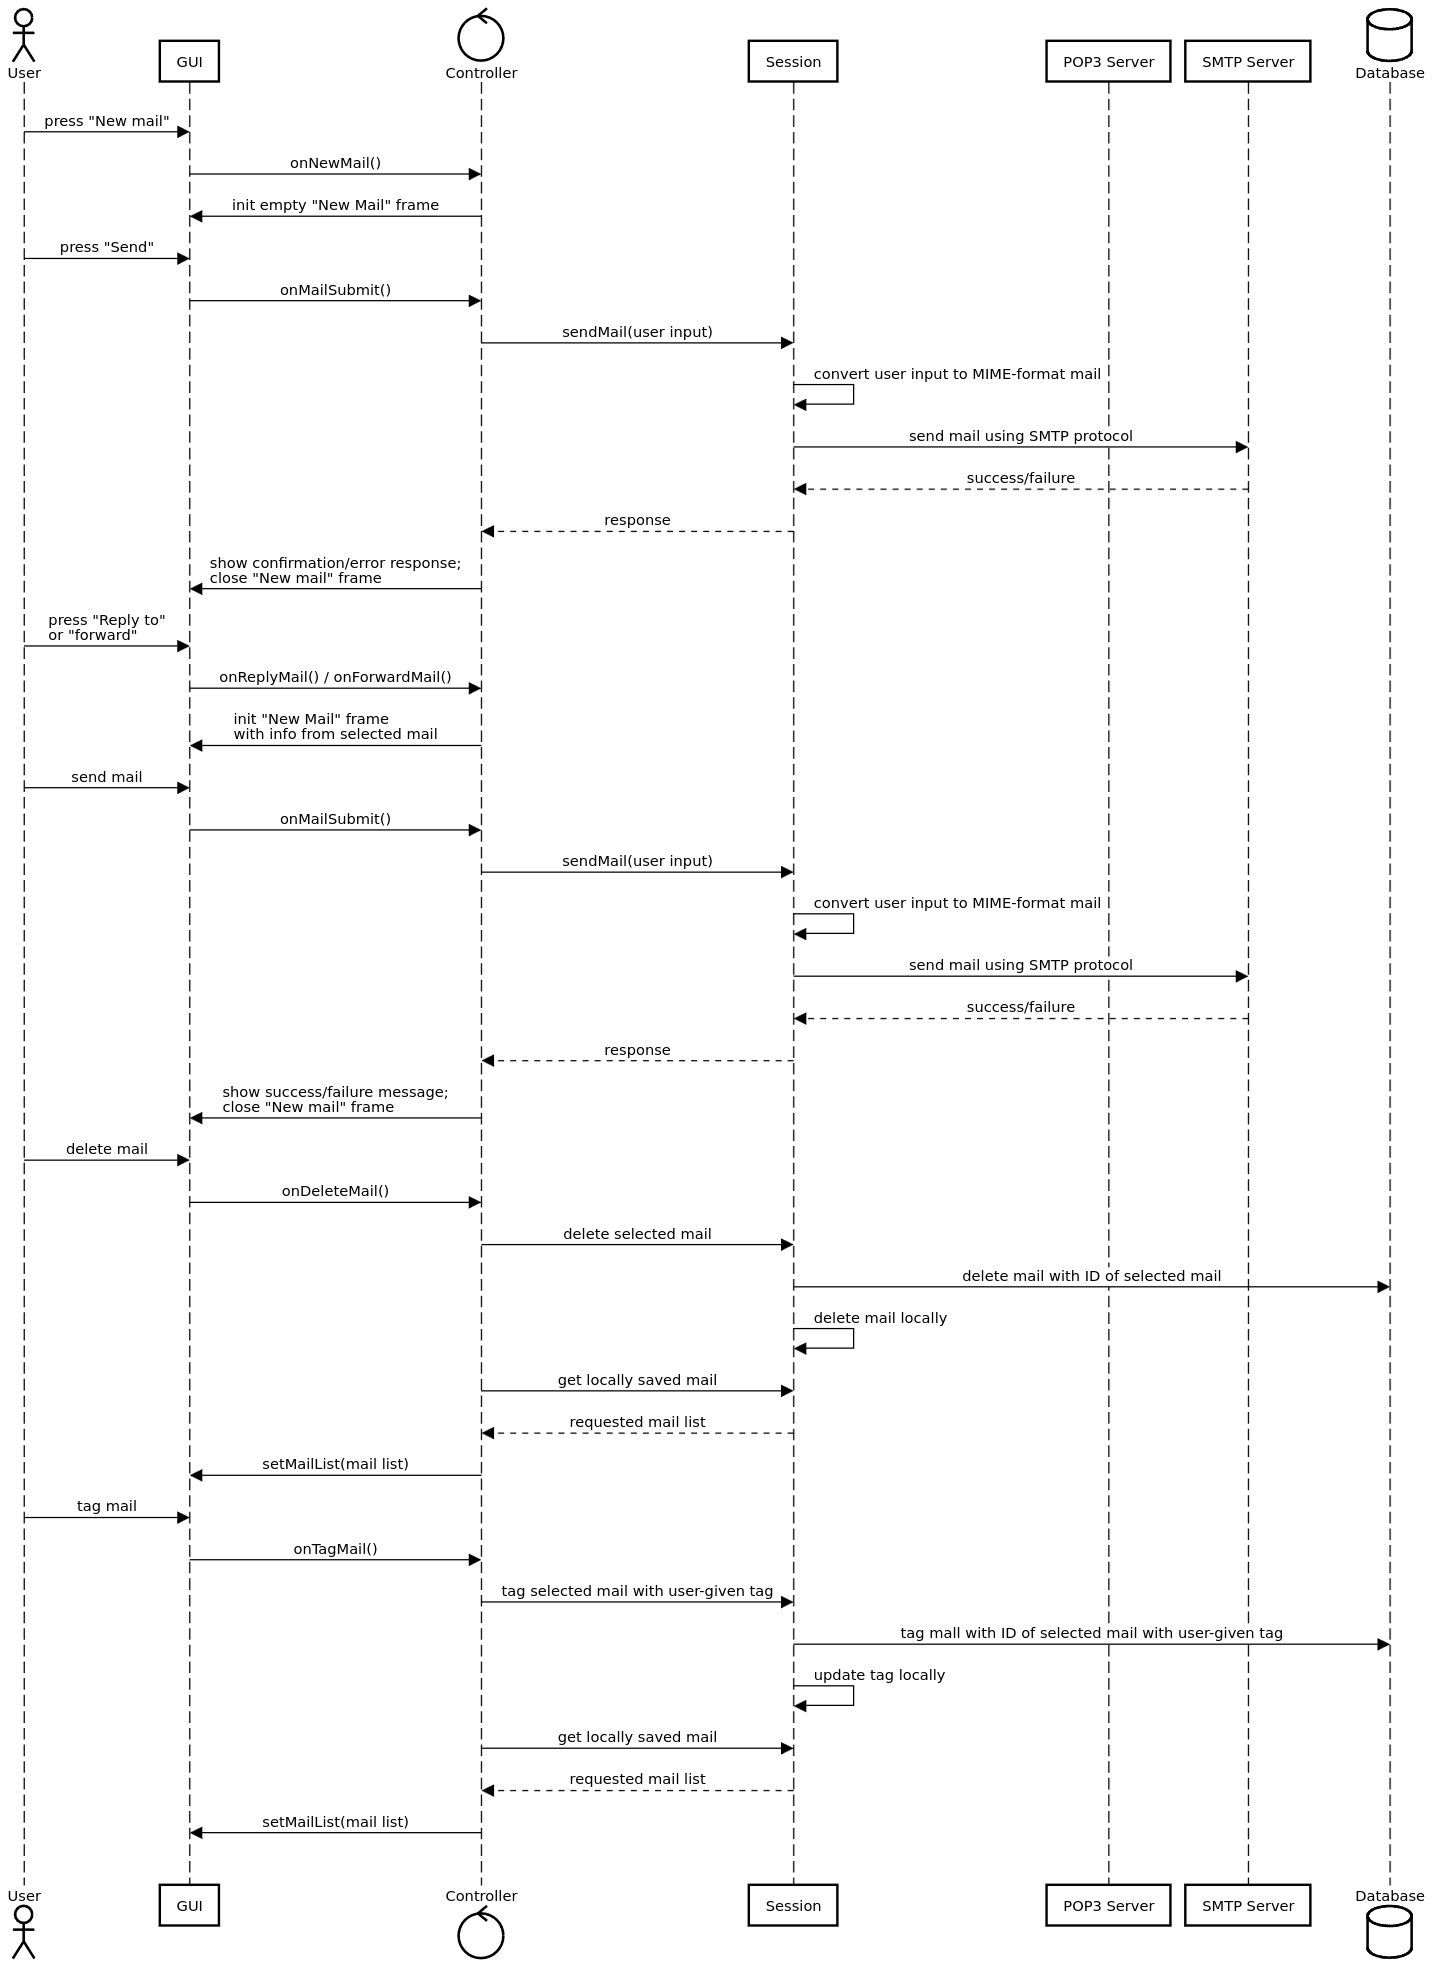 User
GUI
Controller
Session
POP3 Server
SMTP Server
Database
press "New mail"
onNewMail()
init empty "New Mail" frame
press "Send"
onMailSubmit()
sendMail(user input)
convert user input to MIME-format mail
send mail using SMTP protocol
success/failure
response
show confirmation/error response;
close "New mail" frame
press "Reply to"
or "forward"
onReplyMail() / onForwardMail()
init "New Mail" frame
with info from selected mail
send mail
onMailSubmit()
sendMail(user input)
convert user input to MIME-format mail
send mail using SMTP protocol
success/failure
response
show success/failure message;
close "New mail" frame
delete mail
onDeleteMail()
delete selected mail
delete mail with ID of selected mail
delete mail locally
get locally saved mail
requested mail list
setMailList(mail list)
tag mail
onTagMail()
tag selected mail with user-given tag
tag mall with ID of selected mail with user-given tag
update tag locally
get locally saved mail
requested mail list
setMailList(mail list)
User
GUI
Controller
Session
POP3 Server
SMTP Server
Database